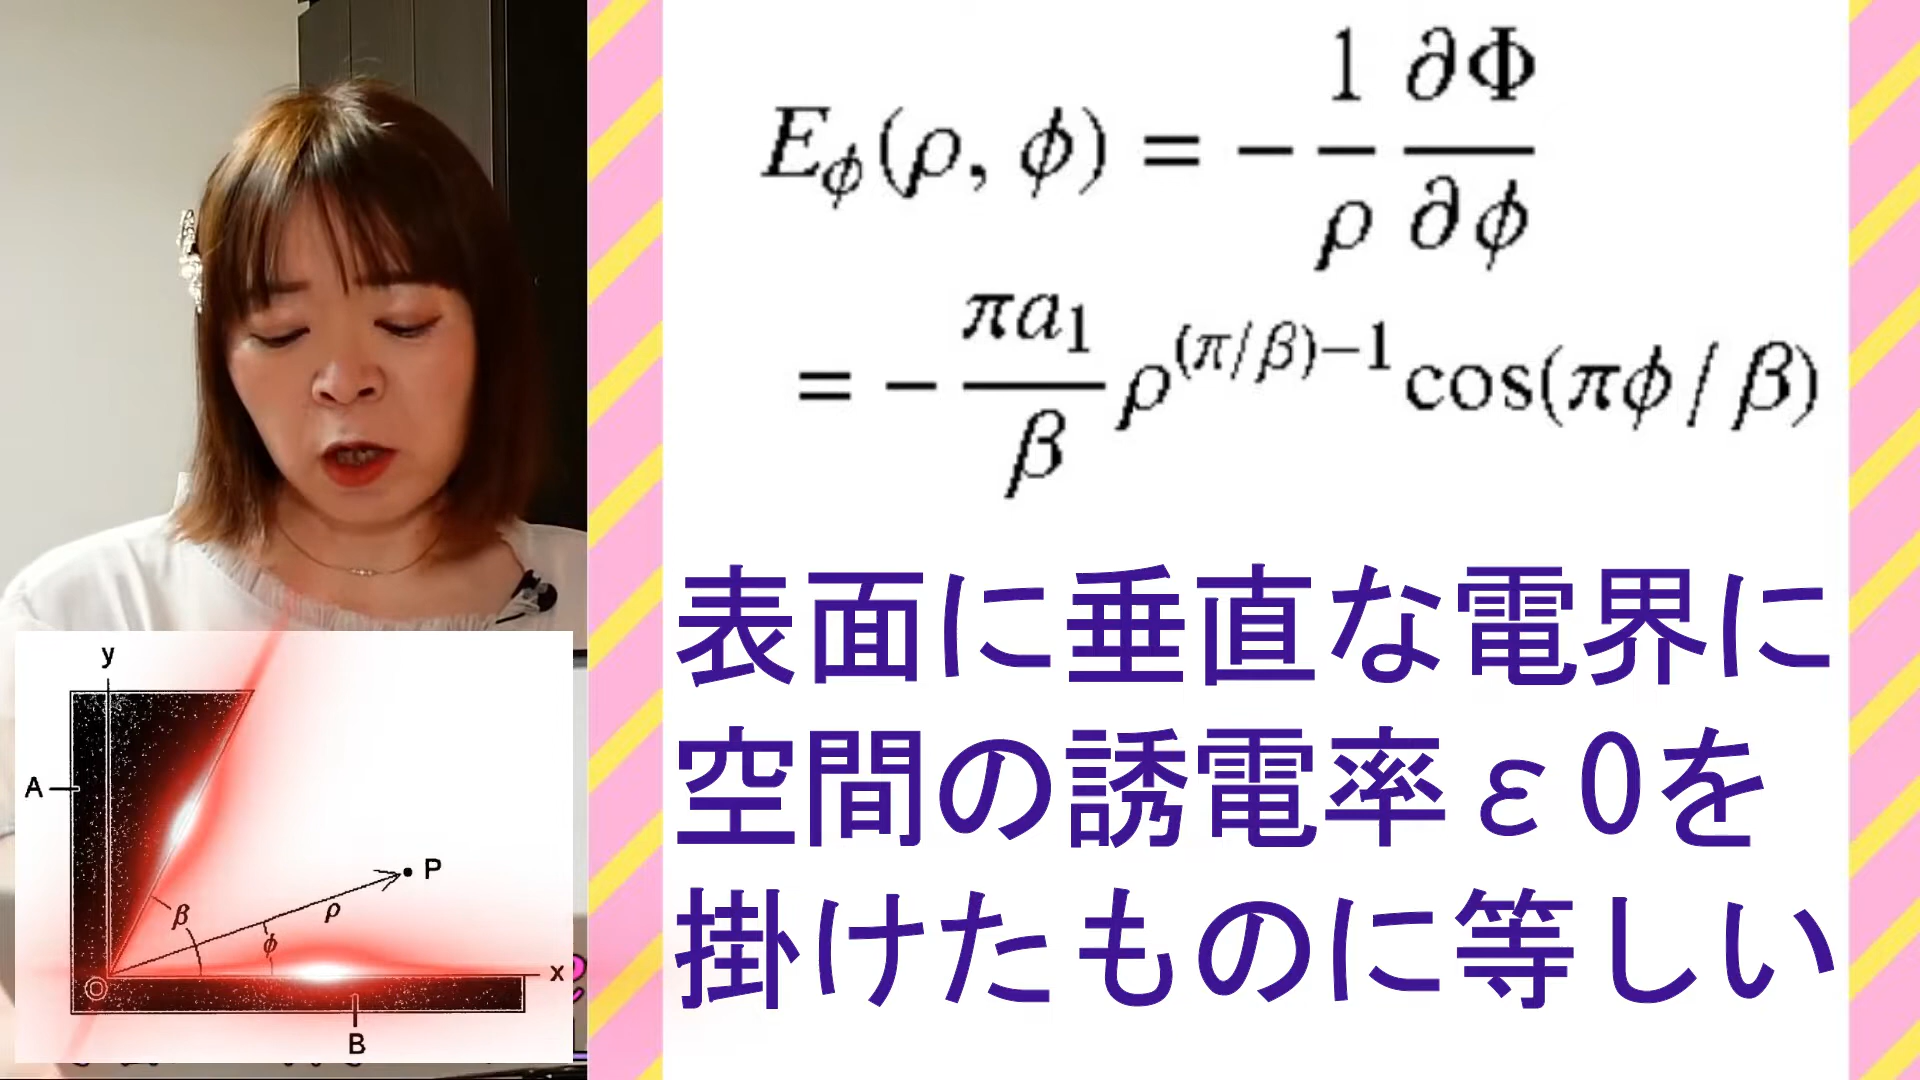 E_φ(ρ, φ) = − 1/ρ ∂Φ/∂φ
= − πa₁/β ρ^{(π/β)−1} cos(πφ/β)
表面に垂直な電界に
空間の誘電率ε0を
掛けたものに等しい
y
A
P
β
ρ
φ
x
O
B